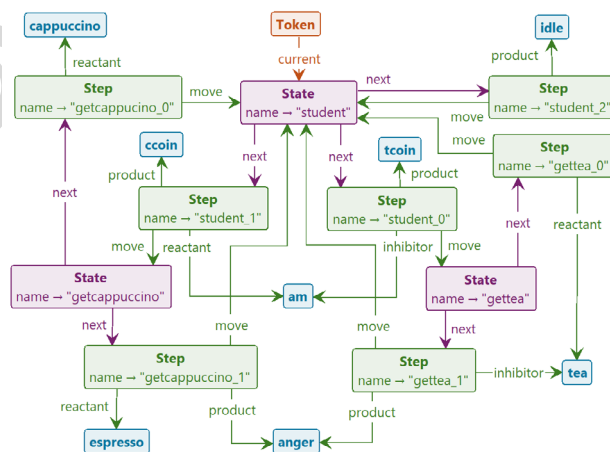 cappuccino
Token
idle
reactant
current
product
next
Step
name → "getcappucino_0"
move
State
name → "student"
Step
name → "student_2"
move
move
ccoin
tcoin
Step
name → "gettea_0"
product
next
next
product
next
Step
name → "student_1"
Step
name → "student_0"
next
reactant
move
reactant
inhibitor
move
State
name → "getcappuccino"
am
State
name → "gettea"
next
move
move
next
Step
name → "getcappuccino_1"
Step
name → "gettea_1"
inhibitor
tea
reactant
product
product
espresso
anger